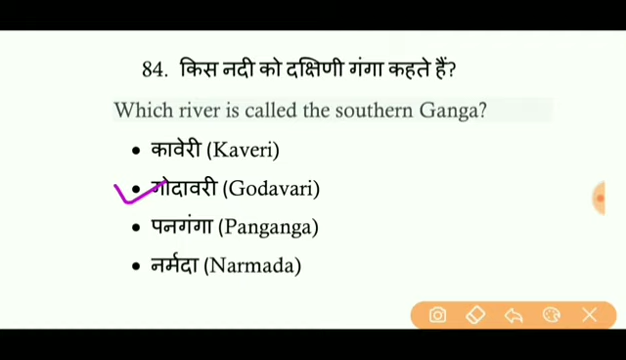 84. किस नदी को दक्षिणी गंगा कहते हैं?
Which river is called the southern Ganga?
• कावेरी (Kaveri)
• गोदावरी (Godavari)
• पनगंगा (Panganga)
• नर्मदा (Narmada)